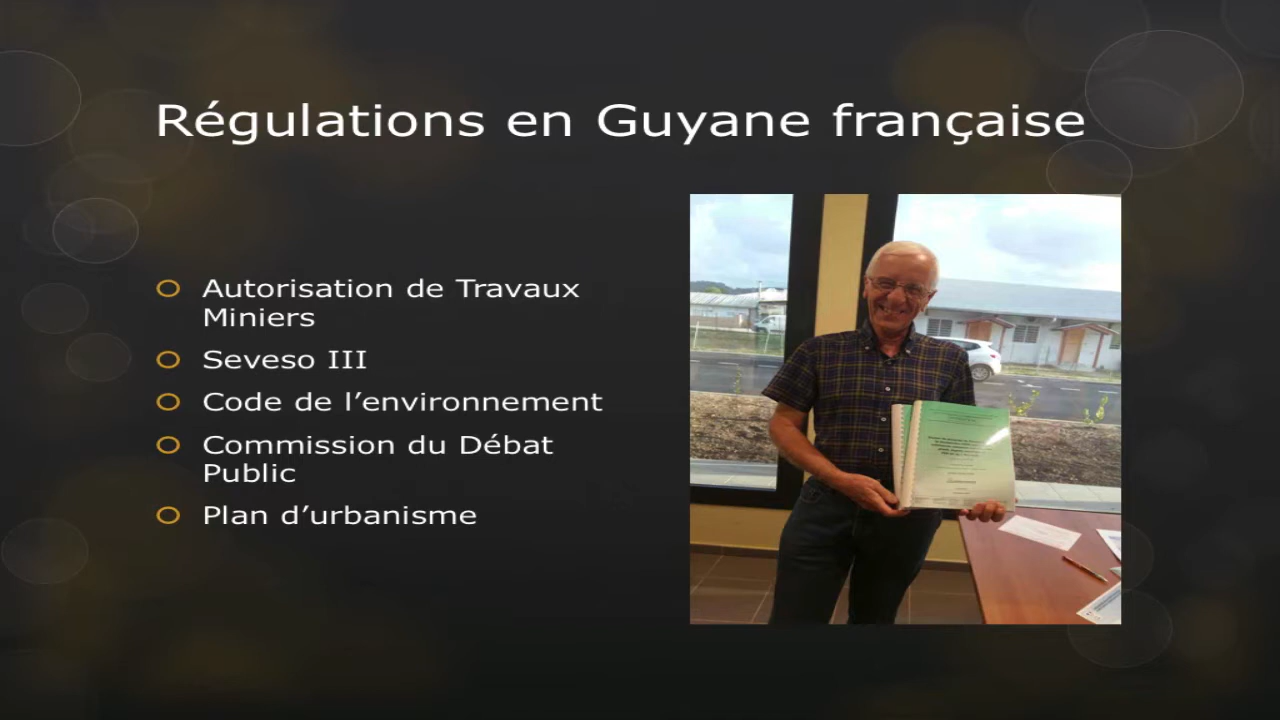 Régulations en Guyane française
Autorisation de Travaux
Miniers
Seveso III
Code de l’environnement
Commission du Débat
Public
Plan d’urbanisme